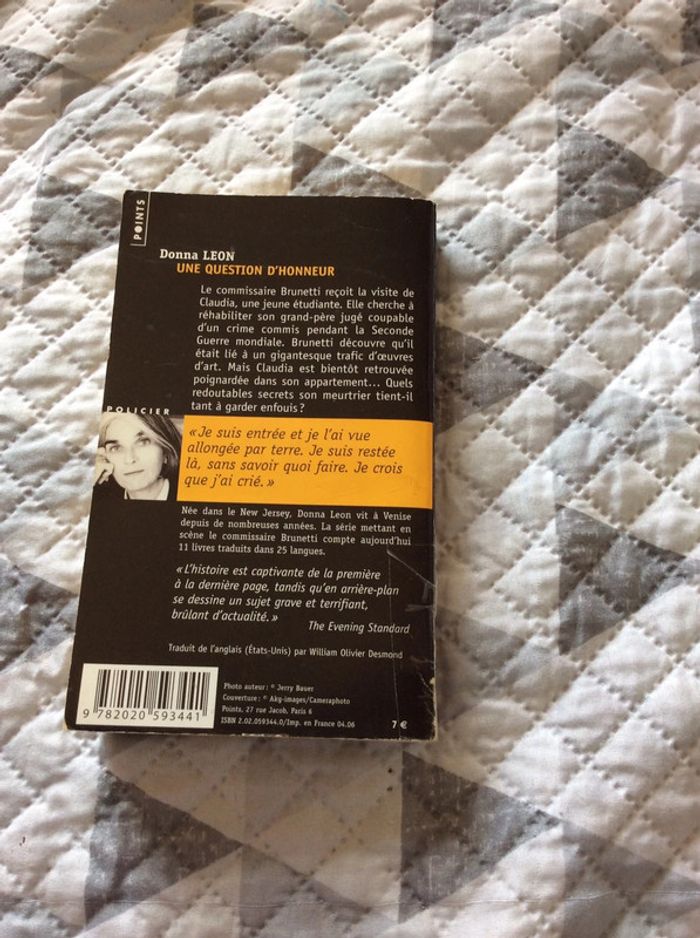 POINTS
Donna LEON
UNE QUESTION D'HONNEUR
Le commissaire Brunetti reçoit la visite de
Claudia, une jeune étudiante. Elle cherche à
réhabiliter son grand-père jugé coupable
d'un crime commis pendant la Seconde
Guerre mondiale. Brunetti découvre qu'il
était lié à un gigantesque trafic d'œuvres
d'art. Mais Claudia est bientôt retrouvée
poignardée dans son appartement... Quels
redoutables secrets son meurtrier tient-il
tant à garder enfouis ?
POLICIER
« Je suis entrée et je l'ai vue
allongée par terre. Je suis restée
là, sans savoir quoi faire. Je crois
que j'ai crié. »
Née dans le New Jersey, Donna Leon vit à Venise
depuis de nombreuses années. La série mettant en
scène le commissaire Brunetti compte aujourd'hui
11 livres traduits dans 25 langues.
« L'histoire est captivante de la première
à la dernière page, tandis qu'en arrière-plan
se dessine un sujet grave et terrifiant,
brûlant d'actualité. »
The Evening Standard
Traduit de l'anglais (États-Unis) par William Olivier Desmond
Photo auteur : © Jerry Bauer
Couverture : © Akg-images/Cameraphoto
Points, 27 rue Jacob, Paris 6
ISBN 2.02.059344.0/Imp. en France 04.06
7 €
9 782020 593441